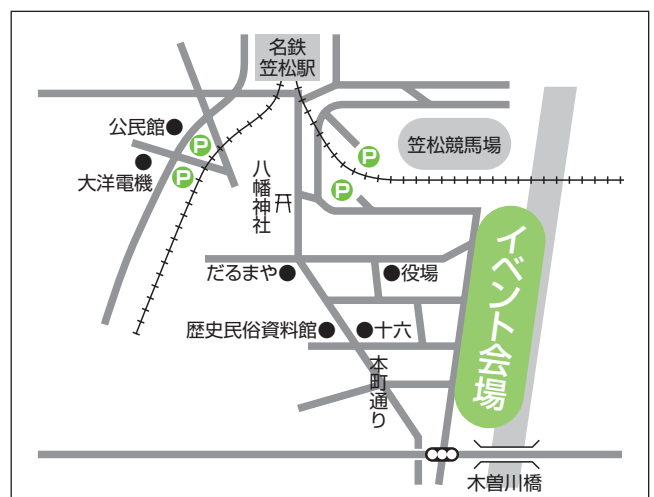 名鉄
笠松駅
公民館
P
P
大洋電機
八幡神社
P
P
笠松競馬場
だるまや
役場
イベント会場
歴史民俗資料館
十六
本町通り
木曽川橋